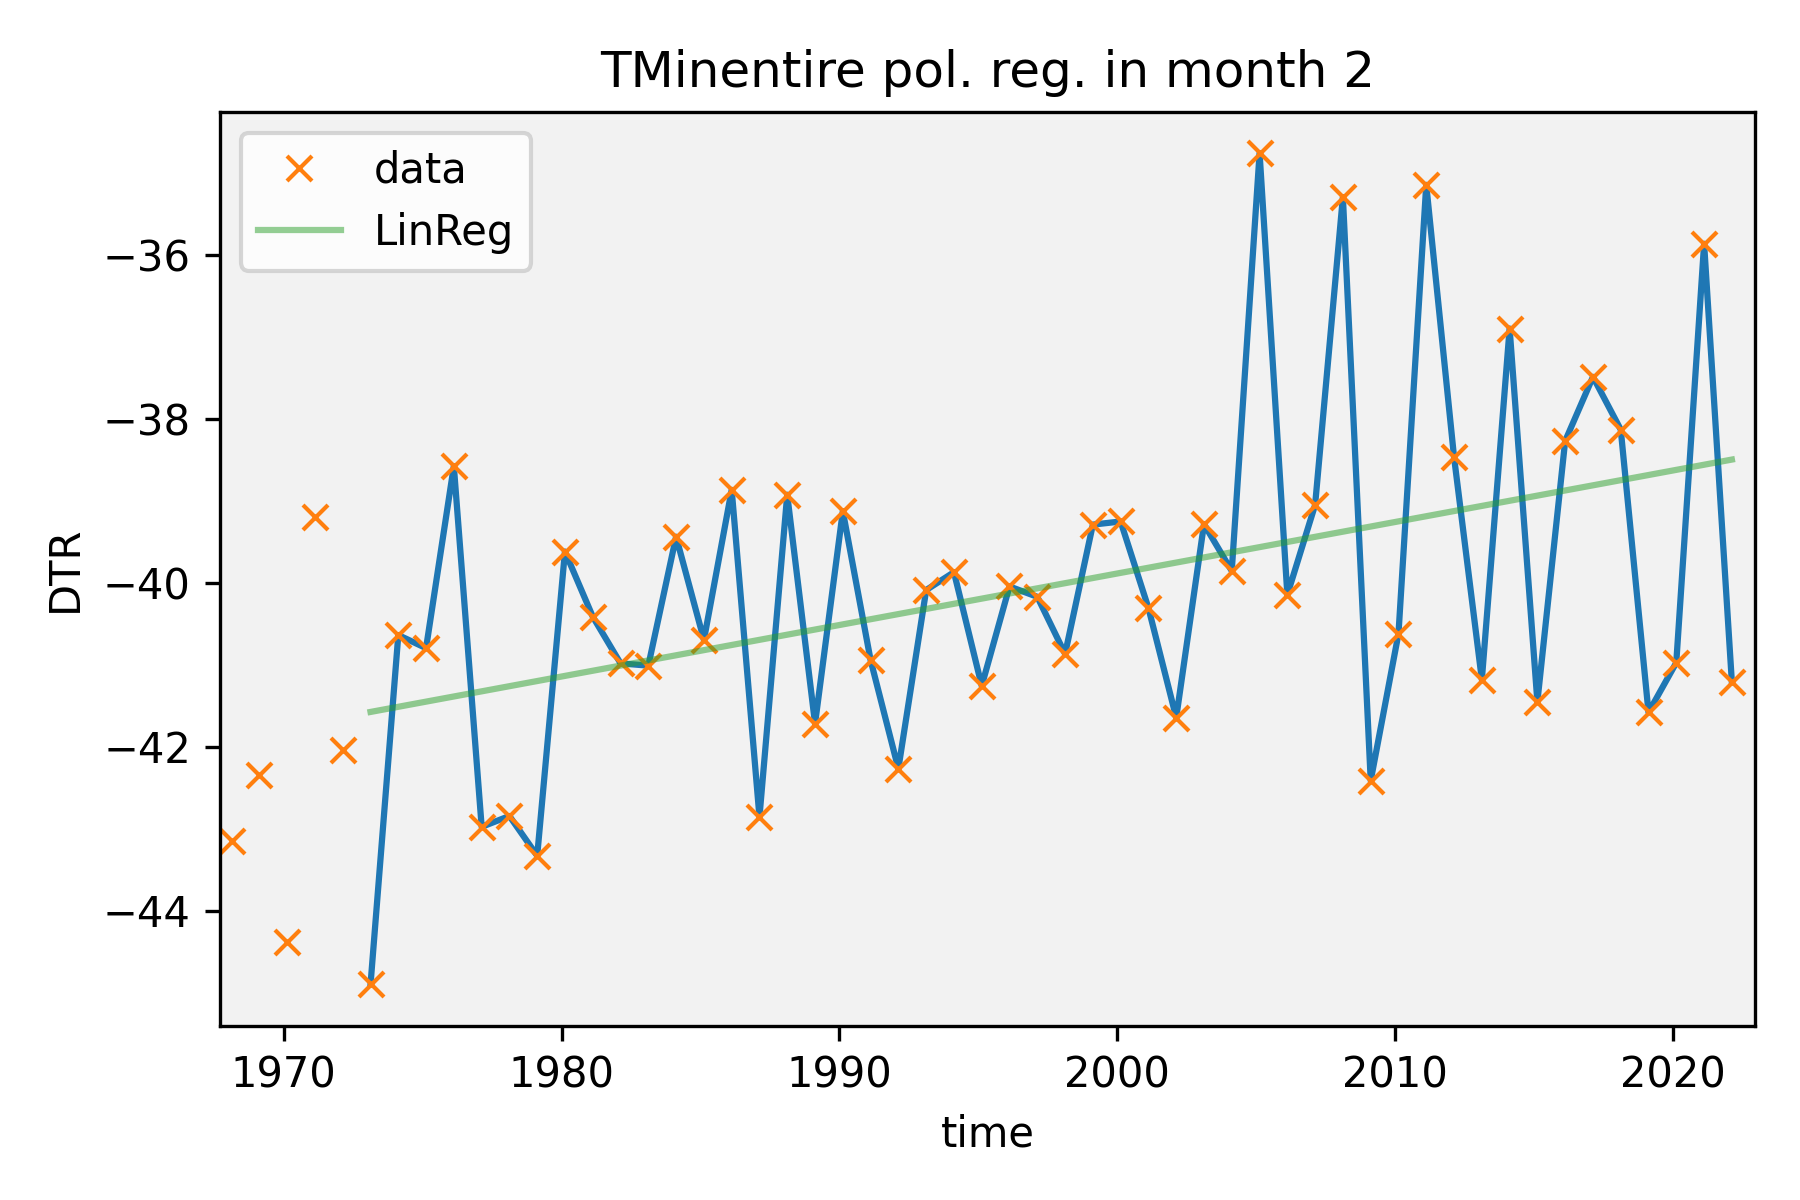 TMinentire pol. reg. in month 2
data
LinReg
DTR
−36
−38
−40
−42
−44
1970 1980 1990 2000 2010 2020
time